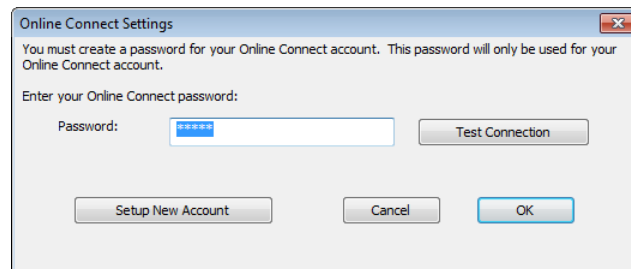 Online Connect Settings
You must create a password for your Online Connect account.  This password will only be used for your
Online Connect account.
Enter your Online Connect password:
Password: ***** Test Connection
Setup New Account Cancel OK